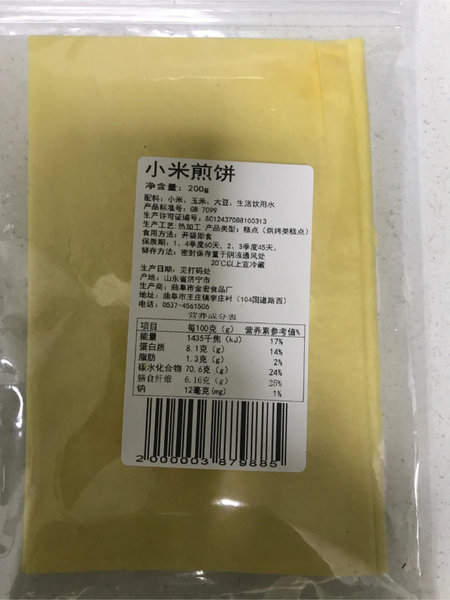 小米煎饼
净含量： 200g
配料：小米、玉米、大豆、生活饮用水
产品标准号：GB 7099
生产许可证编号：SC12437088100313
生产工艺：热加工 产品类型：糕点（烘烤类糕点）
食用方法：开袋即食
保质期：1、4季度60天，2、3季度45天。
储存方法：密封保存置于阴凉通风处
20℃以上宜冷藏
生产日期：见打码处
产地：山东省济宁市
生产商：曲阜市金宏食品厂
地址：曲阜市王庄镇李庄村（104国道路西）
电话：0537-4561506
营养成分表
项目 每100克（g） 营养素参考值%
能量 1435千焦（kJ） 17%
蛋白质 8.1克（g） 14%
脂肪 1.3克（g） 2%
碳水化合物 70.6克（g） 24%
膳食纤维 6.16克（g） 25%
钠 12毫克(mg) 1%
2000003879885